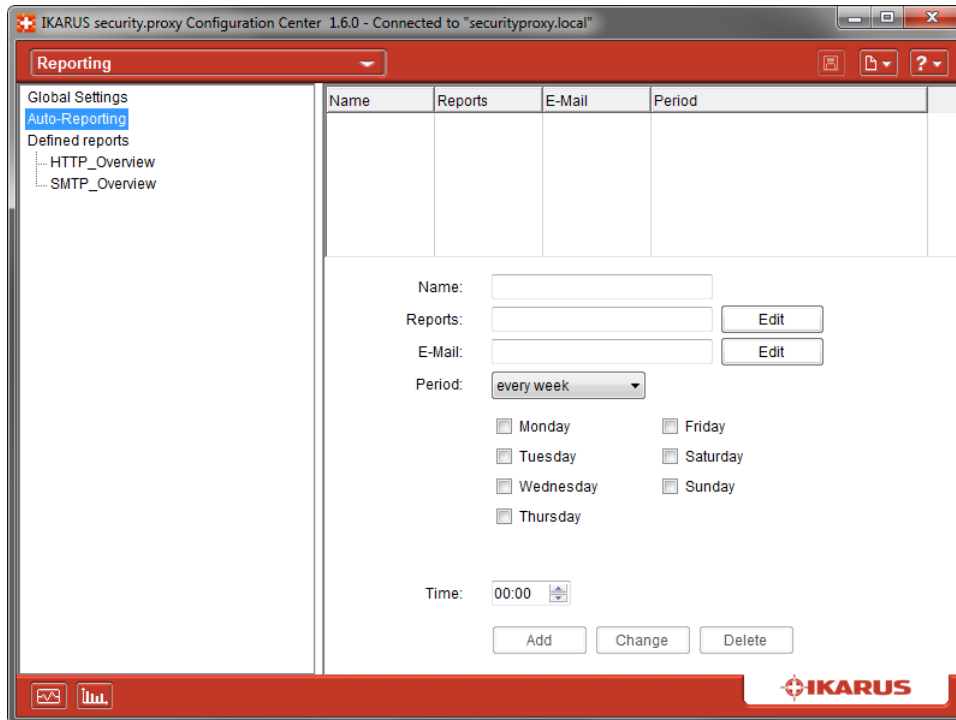 IKARUS security.proxy Configuration Center 1.6.0 - Connected to "securityproxy.local"
Reporting
?
Global Settings
Auto-Reporting
Defined reports
HTTP_Overview
SMTP_Overview
Name Reports E-Mail Period
Name:
Reports: Edit
E-Mail: Edit
Period: every week
Monday Friday
Tuesday Saturday
Wednesday Sunday
Thursday
Time: 00:00
Add Change Delete
IKARUS